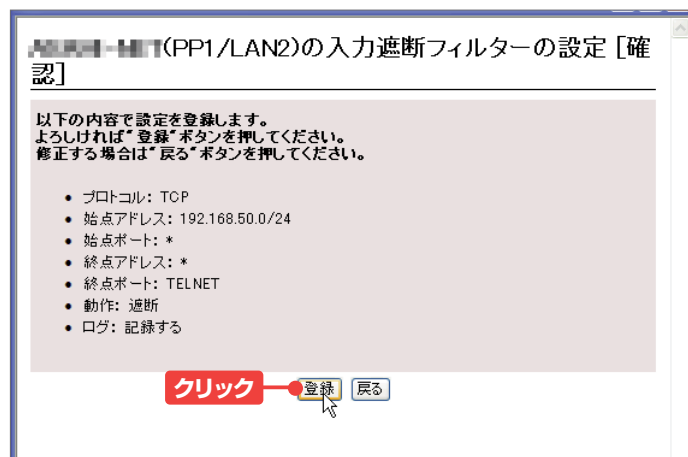 (PP1/LAN2)の入力遮断フィルターの設定 [確
認]
以下の内容で設定を登録します。
よろしければ"登録"ボタンを押してください。
修正する場合は"戻る"ボタンを押してください。
• プロトコル: TCP
• 始点アドレス: 192.168.50.0/24
• 始点ポート: *
• 終点アドレス: *
• 終点ポート: TELNET
• 動作: 遮断
• ログ: 記録する
クリック 登録 戻る